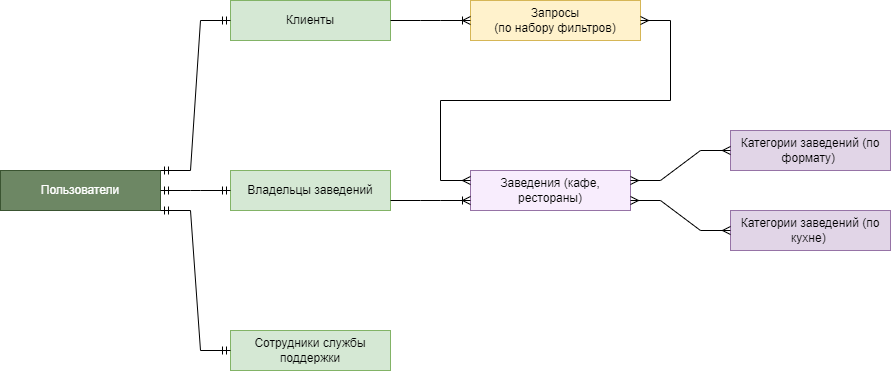 Клиенты
Запросы
(по набору фильтров)
Пользователи
Владельцы заведений
Заведения (кафе,
рестораны)
Категории заведений (по
формату)
Категории заведений (по
кухне)
Сотрудники службы
поддержки